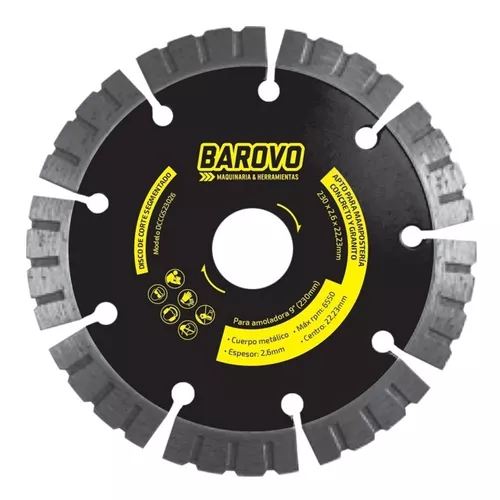 BAROVO
MAQUINARIA & HERRAMIENTAS
DISCO DE CORTE SEGMENTADO
Modelo DCCGS23026
APTO PARA MAMPOSTERÍA
CONCRETO Y GRANITO
230 x 2,6 x 22,23mm
Para amoladora 9" (230mm)
• Cuerpo metálico • Máx rpm: 6550
• Espesor: 2,6mm • Centro: 22,23mm